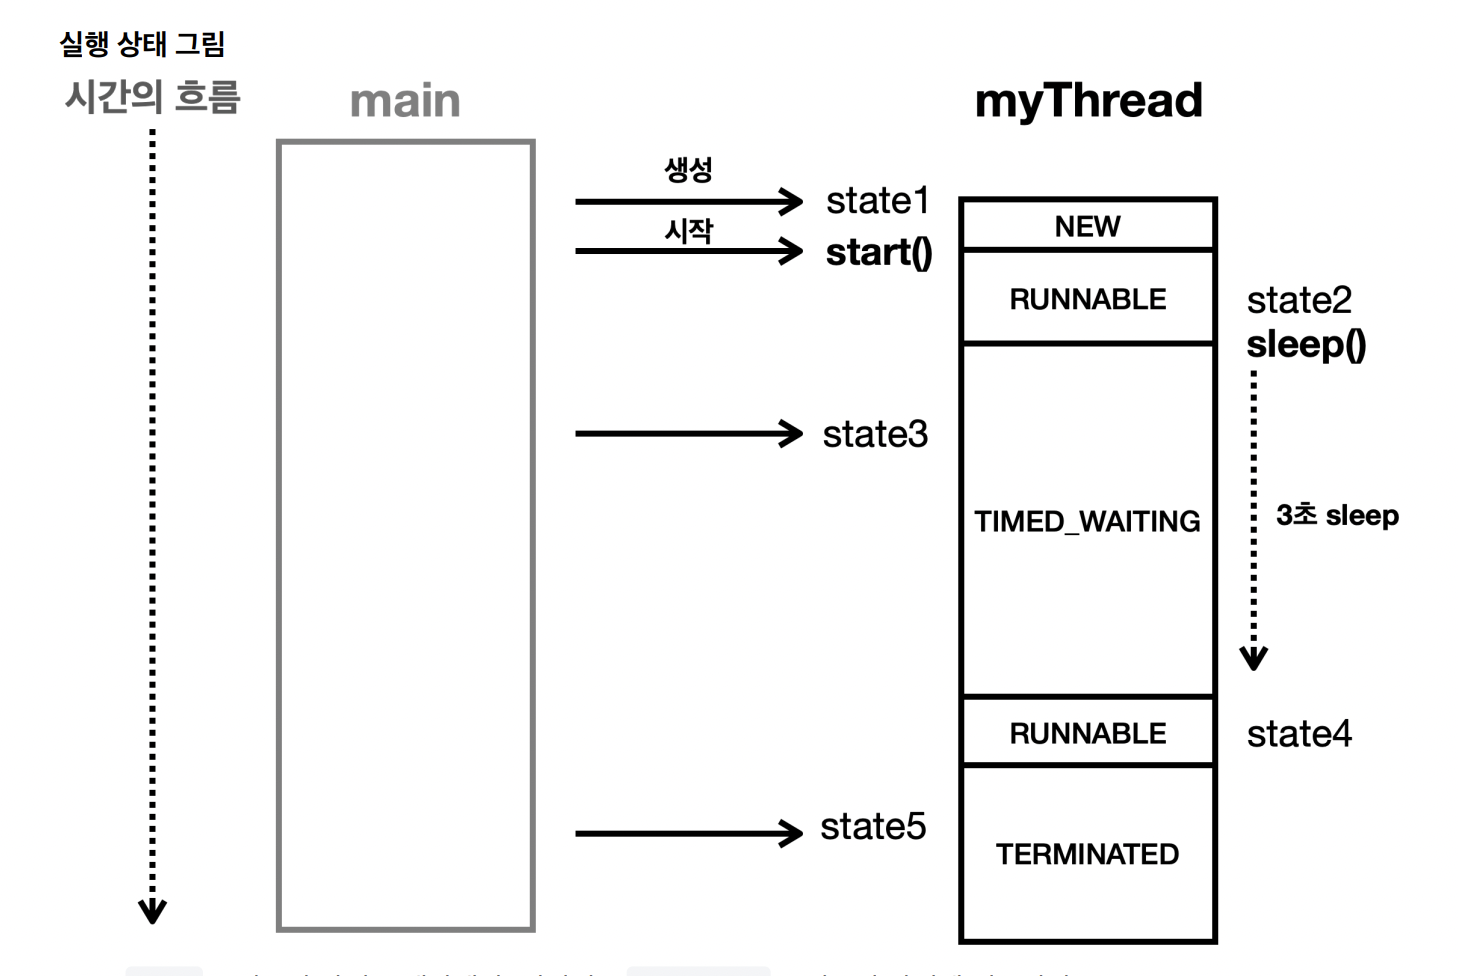 실행 상태 그림
시간의 흐름
main
myThread
생성
state1
NEW
시작
start()
RUNNABLE
state2
sleep()
state3
TIMED_WAITING
3초 sleep
RUNNABLE
state4
state5
TERMINATED